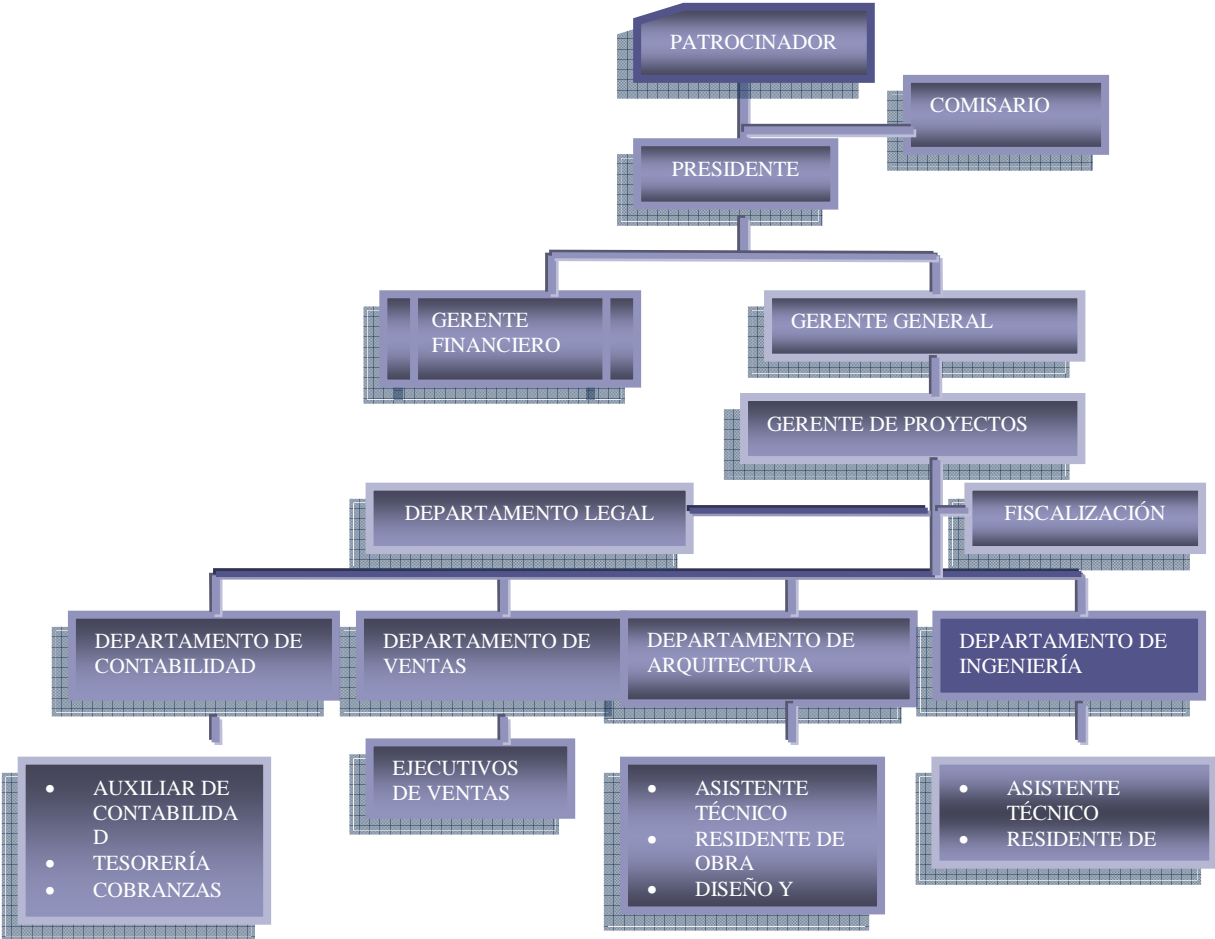 PATROCINADOR
COMISARIO
PRESIDENTE
GERENTE
FINANCIERO
GERENTE GENERAL
GERENTE DE PROYECTOS
DEPARTAMENTO LEGAL
FISCALIZACIÓN
DEPARTAMENTO DE
CONTABILIDAD
DEPARTAMENTO DE
VENTAS
DEPARTAMENTO DE
ARQUITECTURA
DEPARTAMENTO DE
INGENIERÍA
• AUXILIAR DE
CONTABILIDA
D
• TESORERÍA
• COBRANZAS
EJECUTIVOS
DE VENTAS
• ASISTENTE
TÉCNICO
• RESIDENTE DE
OBRA
• DISEÑO Y
• ASISTENTE
TÉCNICO
• RESIDENTE DE